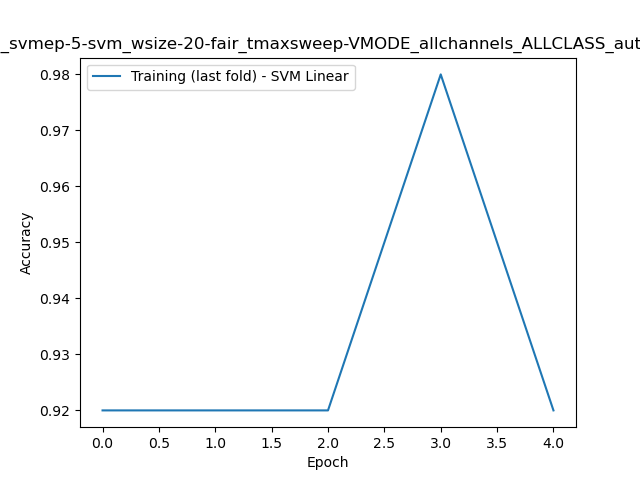 _svmep-5-svm_wsize-20-fair_tmaxsweep-VMODE_allchannels_ALLCLASS_aut
Training (last fold) - SVM Linear
0.98
0.97
0.96
0.95
0.94
0.93
0.92
Accuracy
0.0 0.5 1.0 1.5 2.0 2.5 3.0 3.5 4.0
Epoch